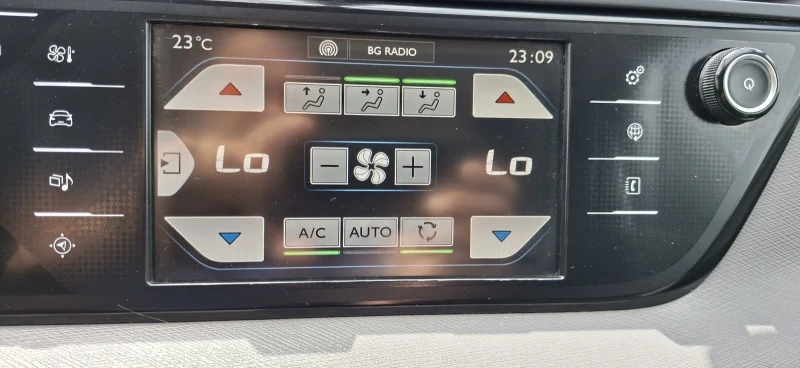 23°C BG RADIO 23:09
Lo − + Lo
A/C AUTO